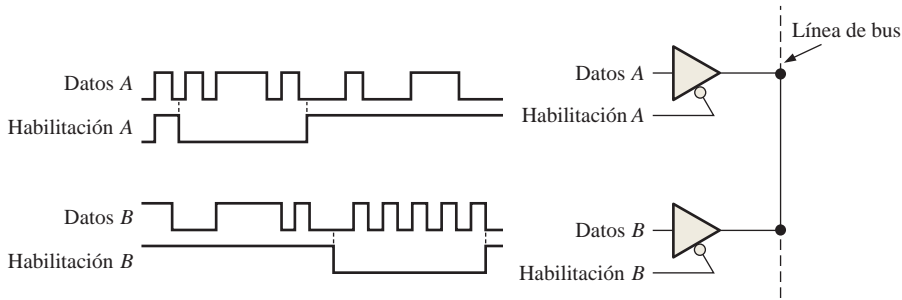 Línea de bus
Datos A
Habilitación A
Datos A
Habilitación A
Datos B
Habilitación B
Datos B
Habilitación B